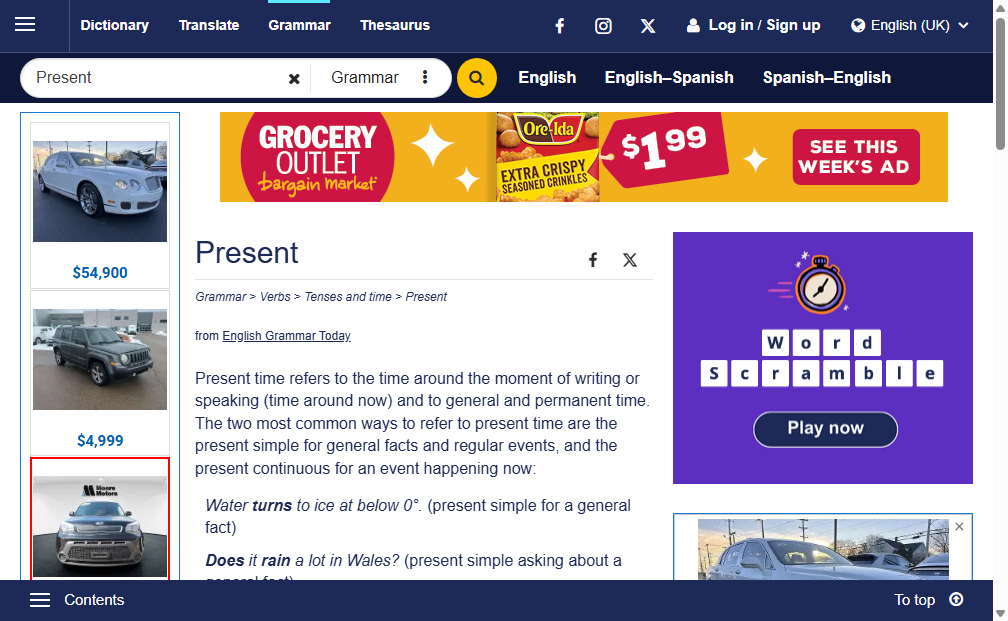 Dictionary Translate Grammar Thesaurus Log in / Sign up English (UK)
Present Grammar English English–Spanish Spanish–English
GROCERY
OUTLET
bargain market
Ore-Ida
EXTRA CRISPY
SEASONED CRINKLES
$1.99
SEE THIS
WEEK'S AD
$54,900
$4,999
Moore
Motors
Present
Grammar > Verbs > Tenses and time > Present
from English Grammar Today
Present time refers to the time around the moment of writing or
speaking (time around now) and to general and permanent time.
The two most common ways to refer to present time are the
present simple for general facts and regular events, and the
present continuous for an event happening now:
Water turns to ice at below 0°. (present simple for a general
fact)
Does it rain a lot in Wales? (present simple asking about a
general fact)
Word
Scramble
Play now
Contents To top